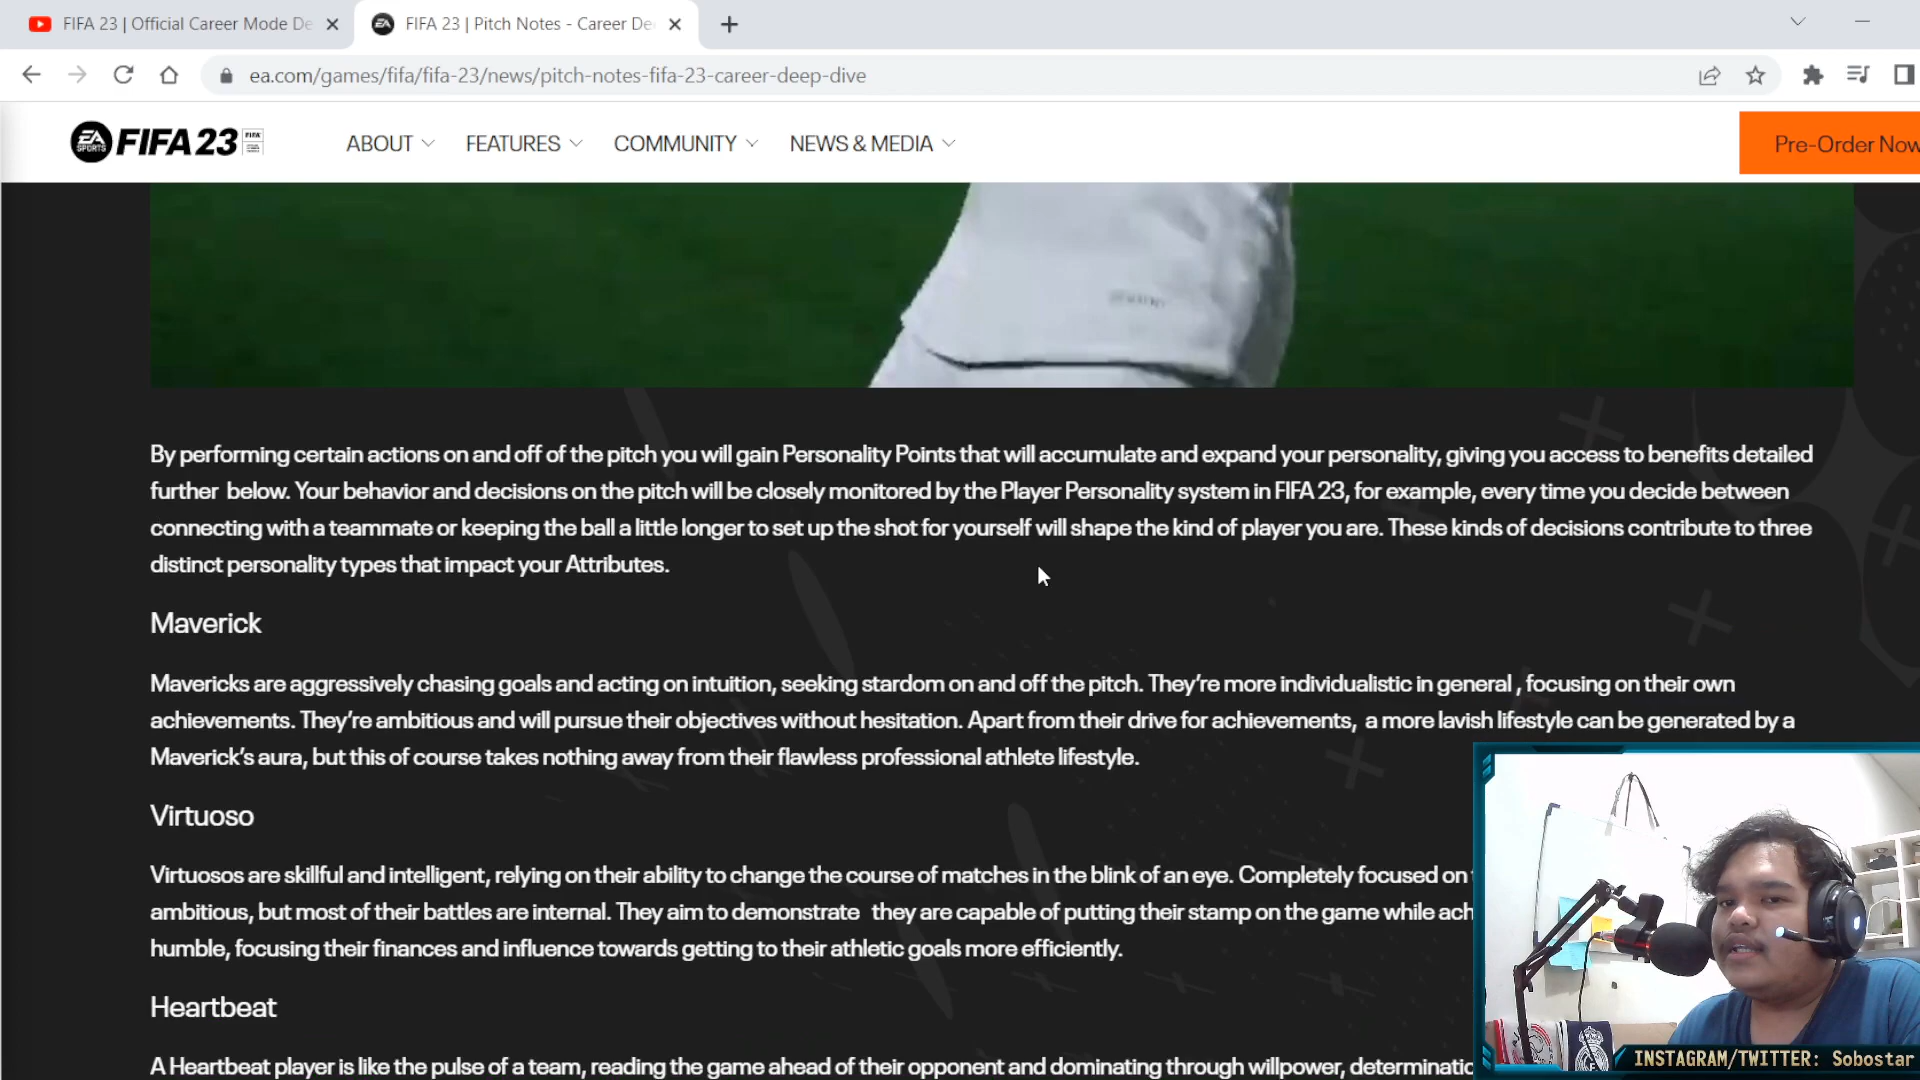 FIFA 23 | Official Career Mode De
FIFA 23 | Pitch Notes - Career De
ea.com/games/fifa/fifa-23/news/pitch-notes-fifa-23-career-deep-dive
EA SPORTS FIFA 23 ABOUT FEATURES COMMUNITY NEWS & MEDIA Pre-Order Now
By performing certain actions on and off of the pitch you will gain Personality Points that will accumulate and expand your personality, giving you access to benefits detailed
further below. Your behavior and decisions on the pitch will be closely monitored by the Player Personality system in FIFA 23, for example, every time you decide between
connecting with a teammate or keeping the ball a little longer to set up the shot for yourself will shape the kind of player you are. These kinds of decisions contribute to three
distinct personality types that impact your Attributes.
Maverick
Mavericks are aggressively chasing goals and acting on intuition, seeking stardom on and off the pitch. They’re more individualistic in general , focusing on their own
achievements. They’re ambitious and will pursue their objectives without hesitation. Apart from their drive for achievements, a more lavish lifestyle can be generated by a
Maverick’s aura, but this of course takes nothing away from their flawless professional athlete lifestyle.
Virtuoso
Virtuosos are skillful and intelligent, relying on their ability to change the course of matches in the blink of an eye. Completely focused on
ambitious, but most of their battles are internal. They aim to demonstrate they are capable of putting their stamp on the game while ach
humble, focusing their finances and influence towards getting to their athletic goals more efficiently.
Heartbeat
A Heartbeat player is like the pulse of a team, reading the game ahead of their opponent and dominating through willpower, determinatio
INSTAGRAM/TWITTER: Sobostar